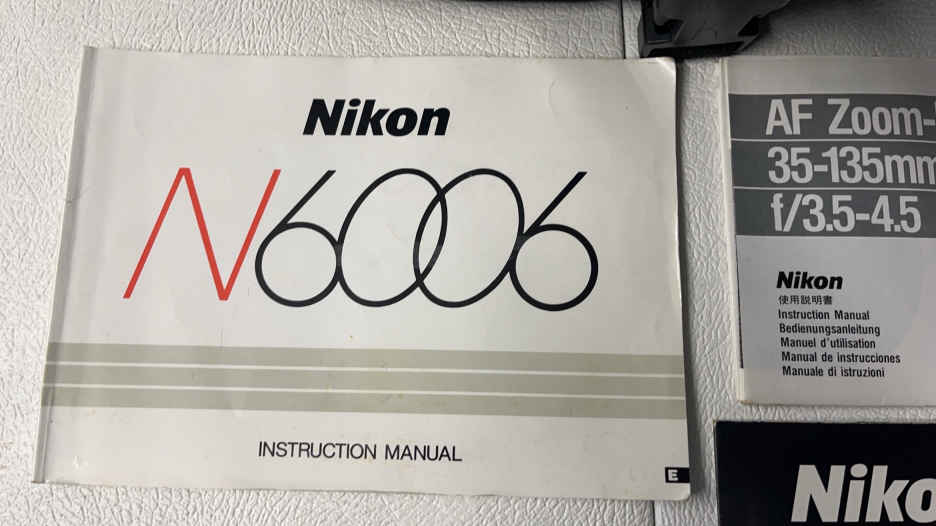 Nikon
N6006
INSTRUCTION MANUAL
E
AF Zoom-
35-135mm
f/3.5-4.5
Nikon
使用説明書
Instruction Manual
Bedienungsanleitung
Manuel d'utilisation
Manual de instrucciones
Manuale di istruzioni
Niko